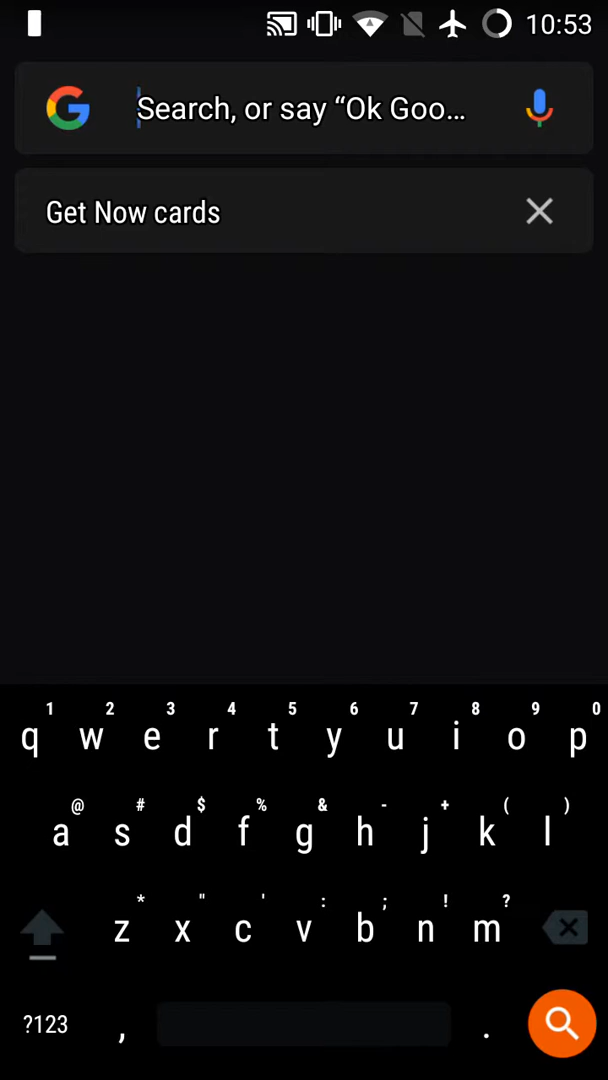 10:53
Search, or say “Ok Goo…
Get Now cards
1 2 3 4 5 6 7 8 9 0
q w e r t y u i o p
@ # $ % & - + ( )
a s d f g h j k l
* " ' : ; ! ?
z x c v b n m
?123 , .